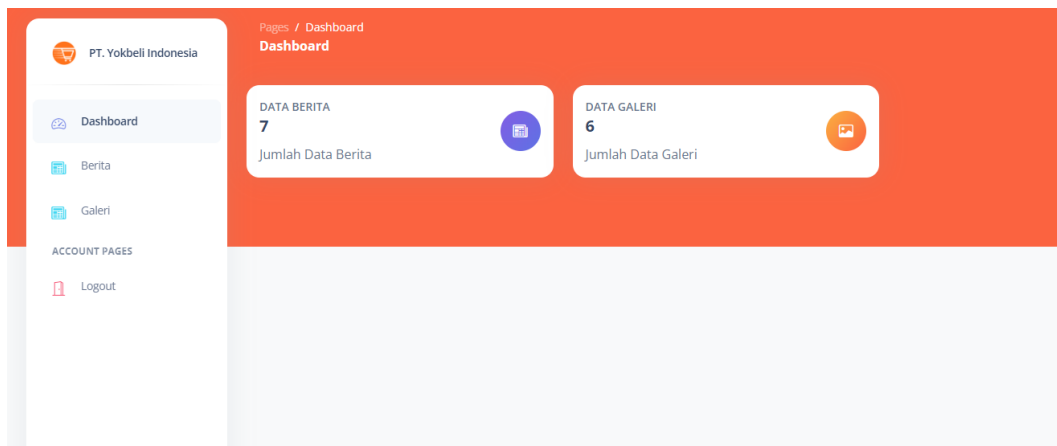 PT. Yokbeli Indonesia
Dashboard
Berita
Galeri
ACCOUNT PAGES
Logout
Pages / Dashboard
Dashboard
DATA BERITA
7
Jumlah Data Berita
DATA GALERI
6
Jumlah Data Galeri